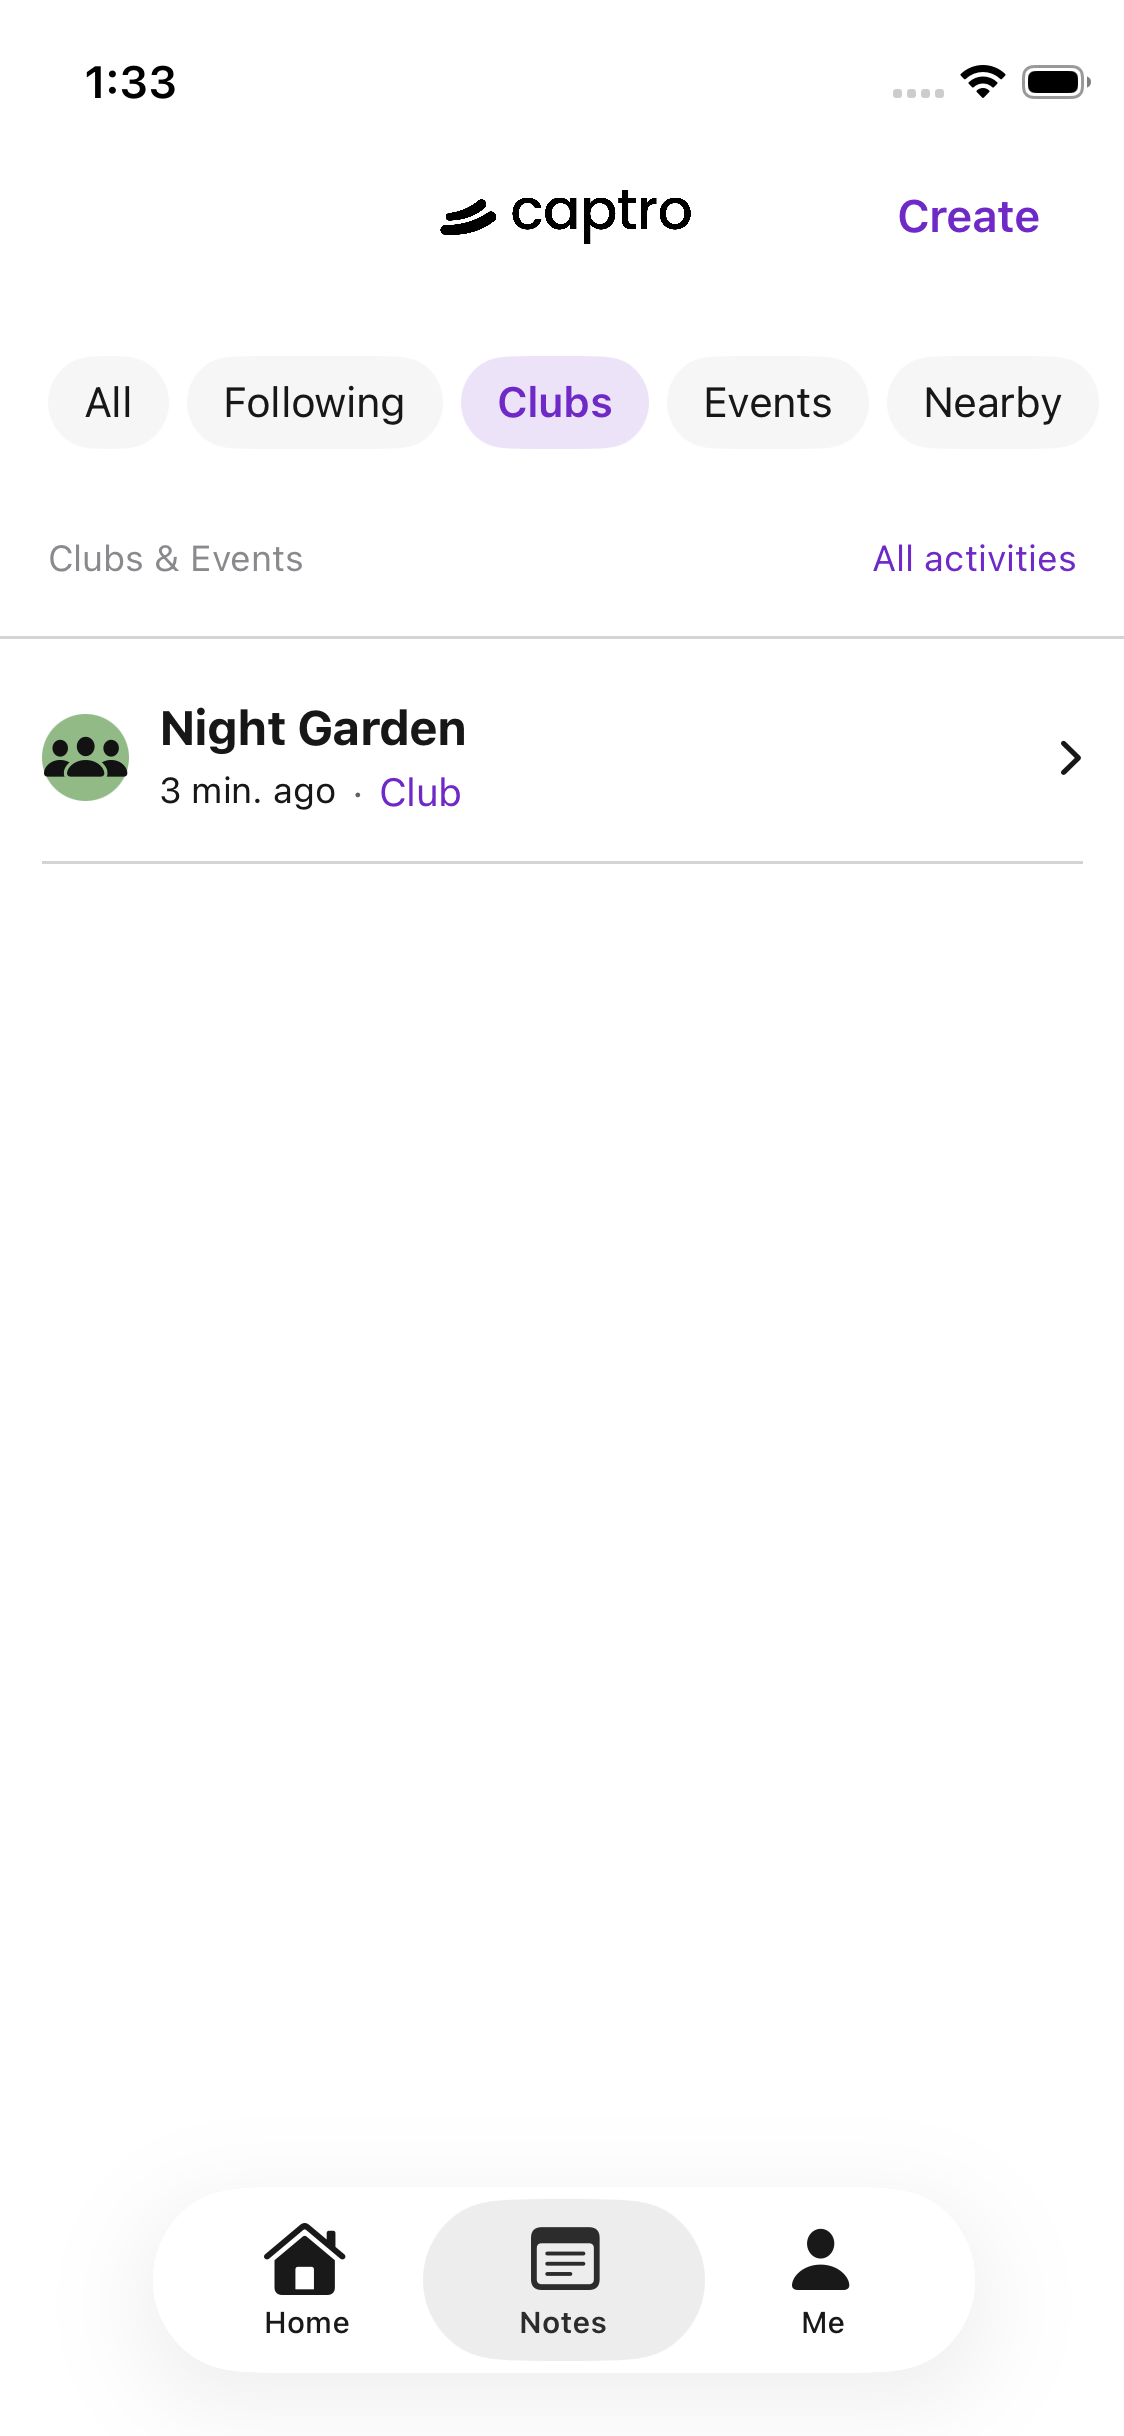 1:33
captro
Create
All
Following
Clubs
Events
Nearby
Clubs & Events
All activities
Night Garden
3 min. ago · Club
Home
Notes
Me